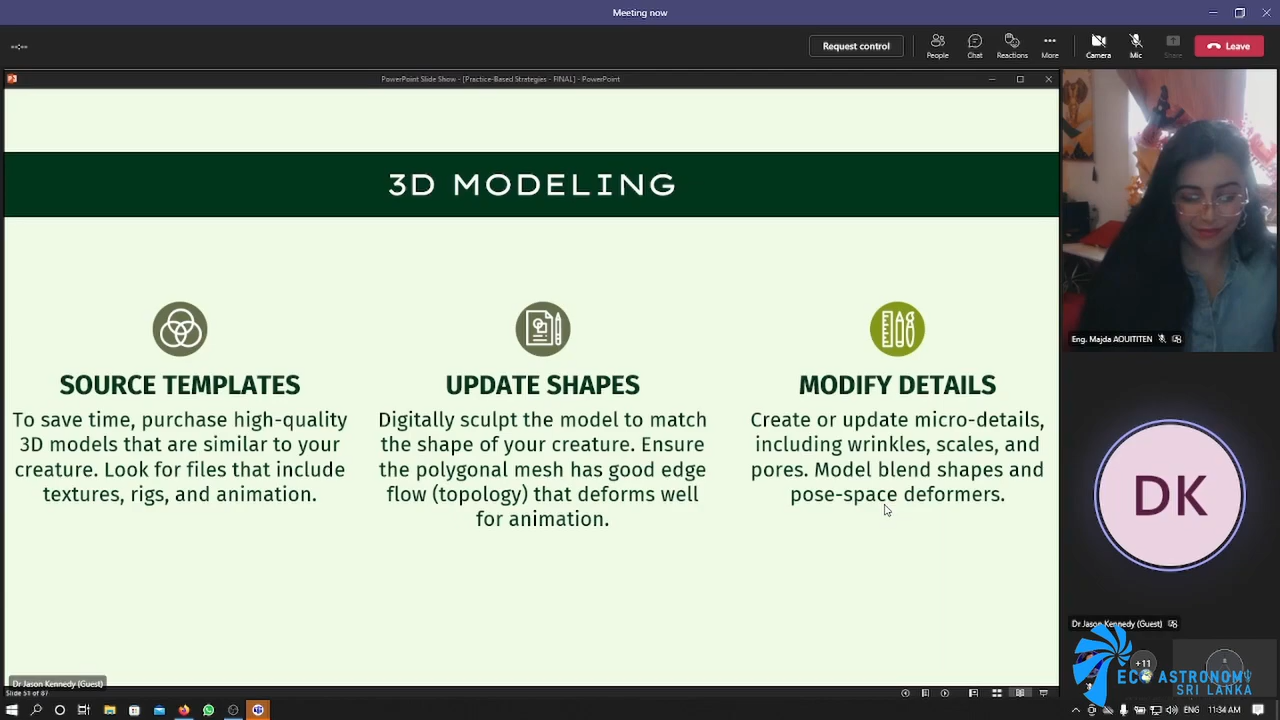 Meeting now
Request control
People
Chat
Reactions
More
Camera
Mic
Share
Leave
PowerPoint Slide Show - [Practice-Based Strategies - FINAL] - PowerPoint
3D MODELING
SOURCE TEMPLATES
To save time, purchase high-quality
3D models that are similar to your
creature. Look for files that include
textures, rigs, and animation.
UPDATE SHAPES
Digitally sculpt the model to match
the shape of your creature. Ensure
the polygonal mesh has good edge
flow (topology) that deforms well
for animation.
MODIFY DETAILS
Create or update micro-details,
including wrinkles, scales, and
pores. Model blend shapes and
pose-space deformers.
Eng. Majda AOUITITEN
DK
Dr Jason Kennedy (Guest)
+11
ECO ASTRONOMY
SRI LANKA
Dr Jason Kennedy (Guest)
Slide 51 of 87
ENG
11:34 AM